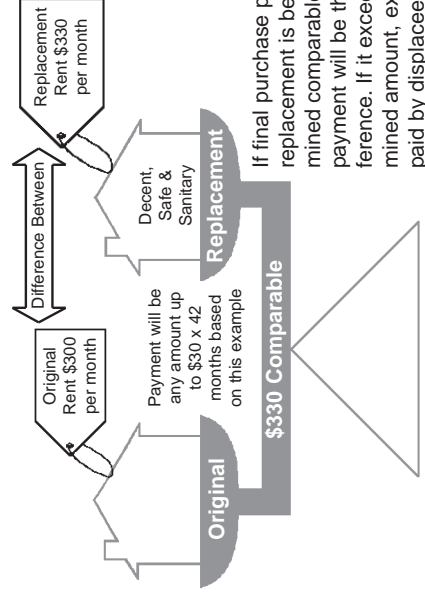 Original
Rent $300
per month
Difference Between
Replacement
Rent $330
per month
Payment will be
any amount up
to $30 x 42
months based
on this example
Decent,
Safe &
Sanitary
Original
Replacement
$330 Comparable
If final purchase p
replacement is be
mined comparable
payment will be th
ference. If it excee
mined amount, ex
paid by displacee